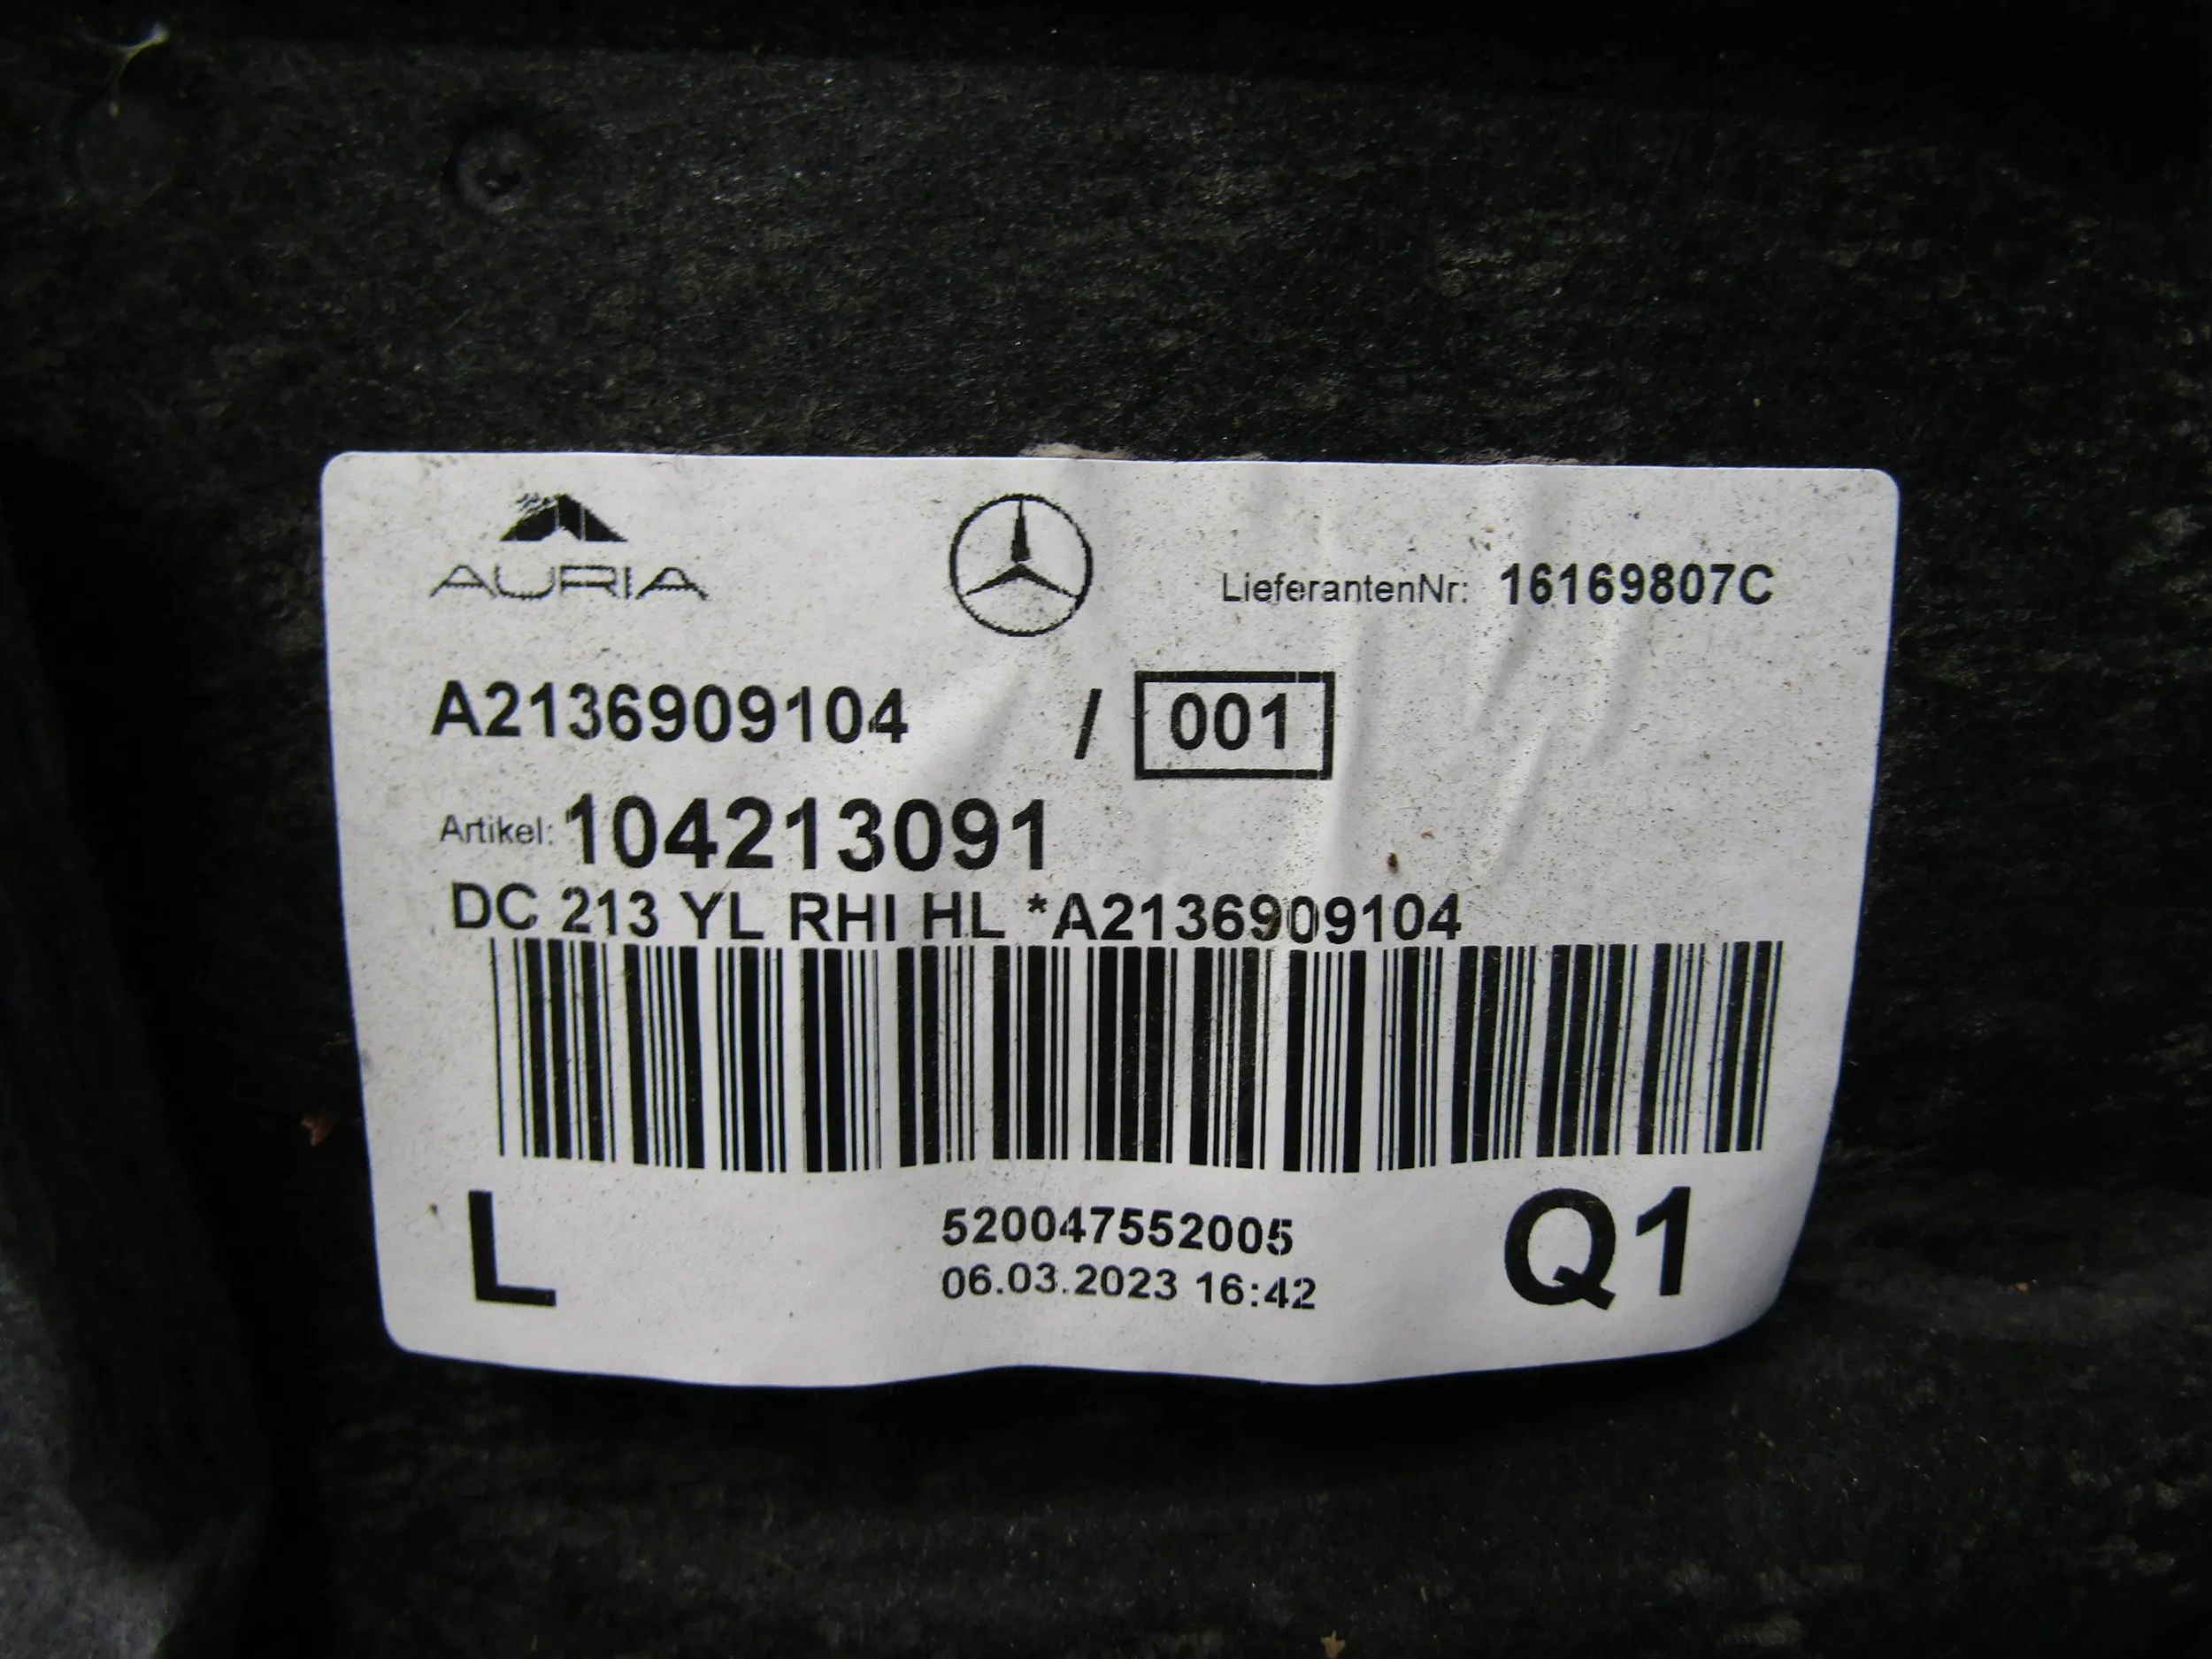 AURIA
LieferantenNr: 16169807C
A2136909104 / 001
Artikel: 104213091
DC 213 YL RHI HL *A2136909104
L
520047552005
06.03.2023 16:42
Q1